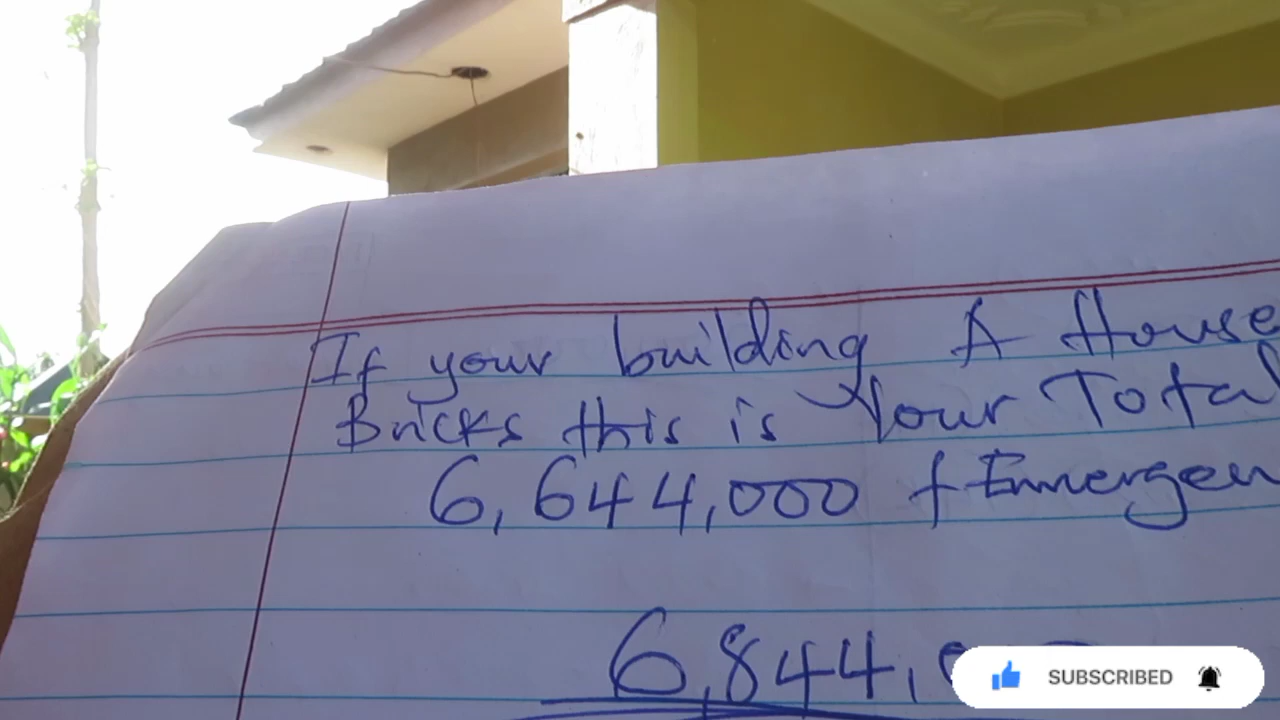 If your building A House
Bricks this is Your Total
6,644,000 + Emergen
6,844,
SUBSCRIBED